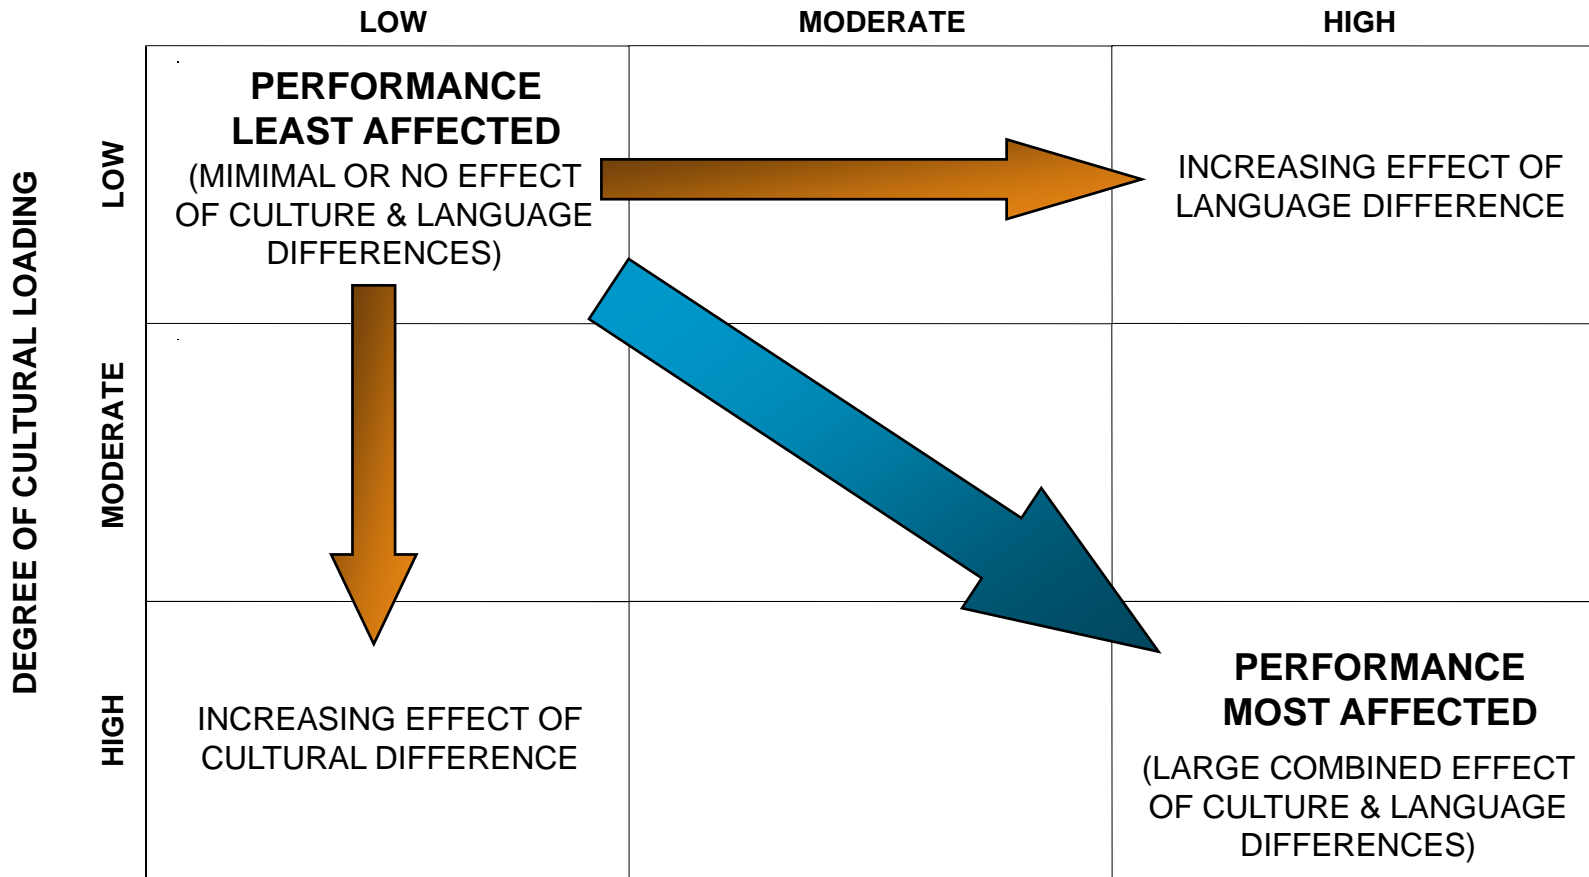 LOW
MODERATE
HIGH
DEGREE OF CULTURAL LOADING
LOW
MODERATE
HIGH
PERFORMANCE
LEAST AFFECTED
(MIMIMAL OR NO EFFECT
OF CULTURE & LANGUAGE
DIFFERENCES)
INCREASING EFFECT OF
LANGUAGE DIFFERENCE
INCREASING EFFECT OF
CULTURAL DIFFERENCE
PERFORMANCE
MOST AFFECTED
(LARGE COMBINED EFFECT
OF CULTURE & LANGUAGE
DIFFERENCES)